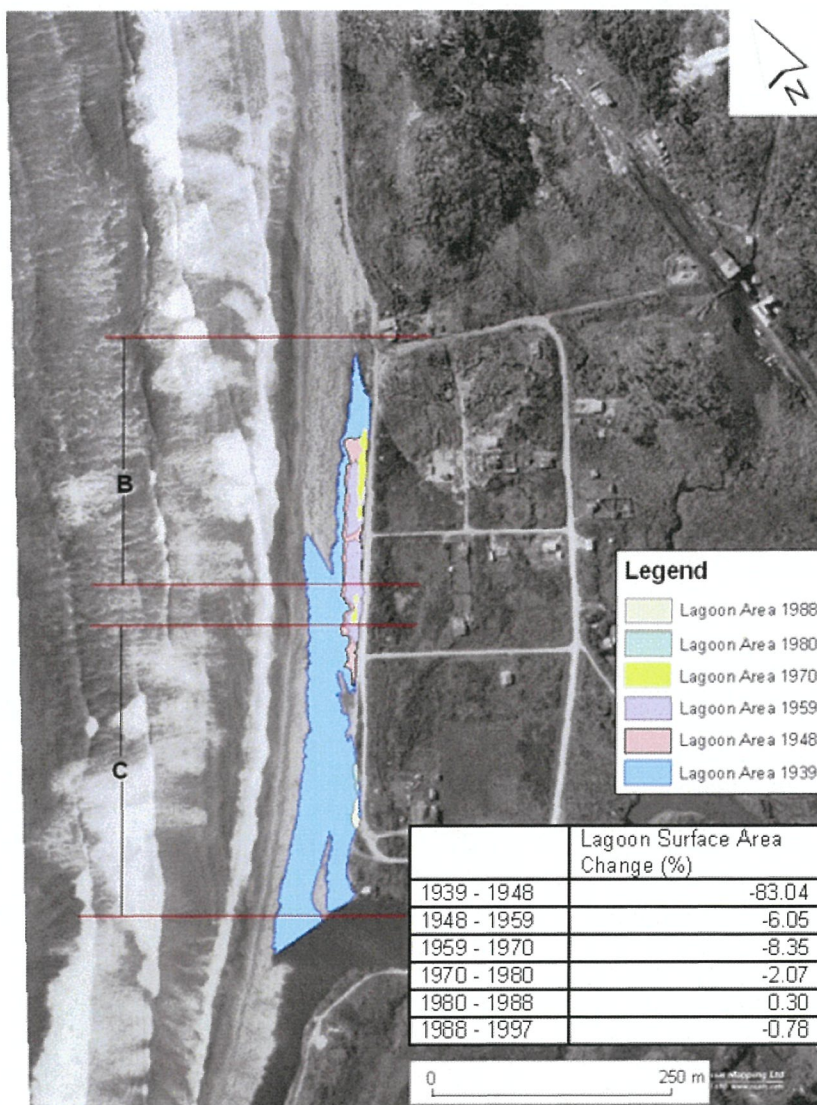 N
B
C
Legend
Lagoon Area 1988
Lagoon Area 1980
Lagoon Area 1970
Lagoon Area 1959
Lagoon Area 1948
Lagoon Area 1939
Lagoon Surface Area
Change (%)
1939 - 1948 -83.04
1948 - 1959 -6.05
1959 - 1970 -8.35
1970 - 1980 -2.07
1980 - 1988 0.30
1988 - 1997 -0.78
0 250 m
Mapping Ltd